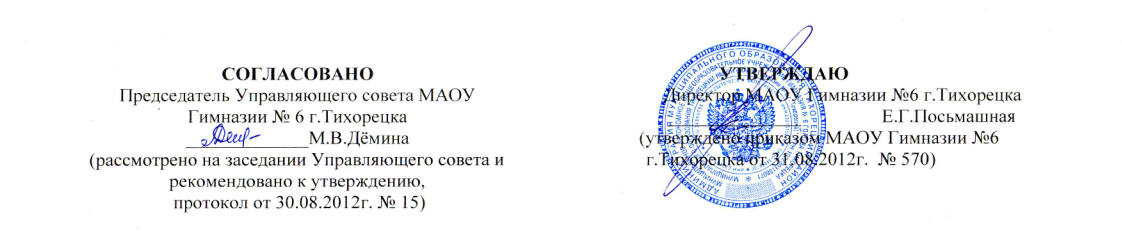 СОГЛАСОВАНО
Председатель Управляющего совета МАОУ
Гимназии № 6 г.Тихорецка
_____________М.В.Дёмина
(рассмотрено на заседании Управляющего совета и
рекомендовано к утверждению,
протокол от 30.08.2012г. № 15)
УТВЕРЖДАЮ
Директор МАОУ Гимназии №6 г.Тихорецка
Е.Г.Посьмашная
(утверждено приказом МАОУ Гимназии №6
г.Тихорецка от 31.08.2012г. № 570)